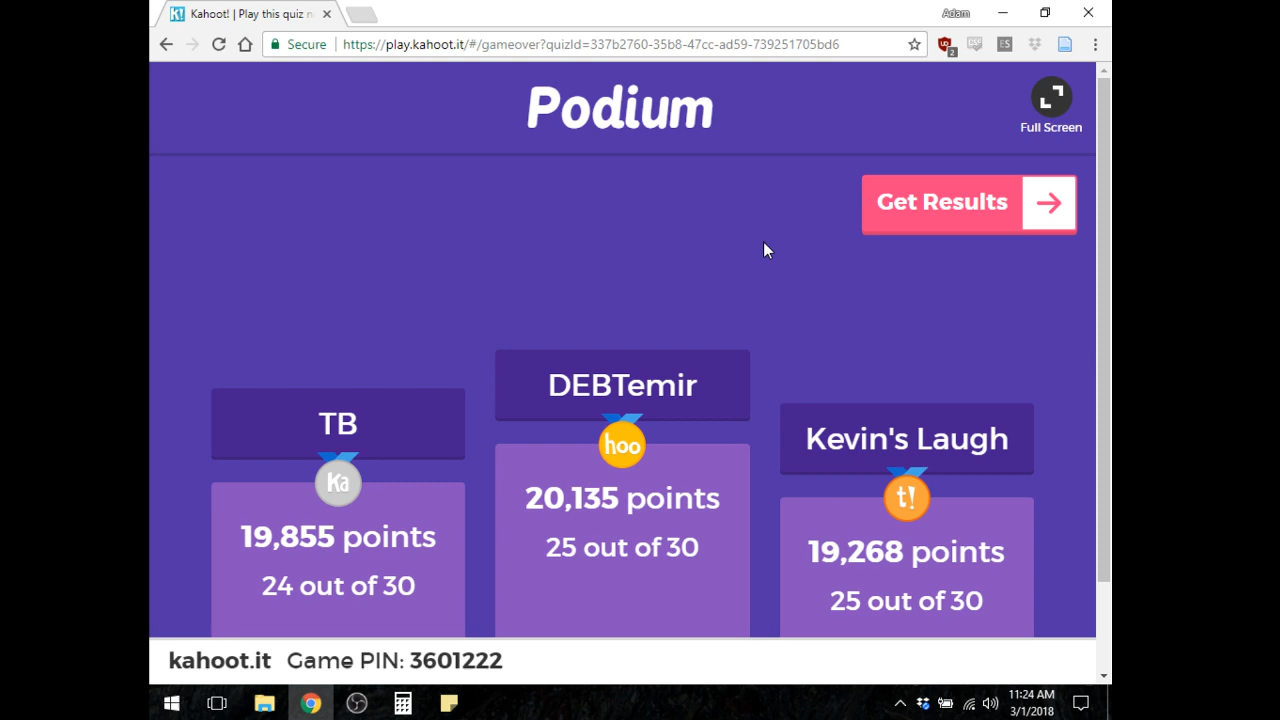 Kahoot! | Play this quiz n
Adam
Secure
https://play.kahoot.it/#/gameover?quizId=337b2760-35b8-47cc-ad59-739251705bd6
2
ES
Podium
Full Screen
Get Results
DEBTemir
hoo
20,135 points
25 out of 30
TB
Ka
19,855 points
24 out of 30
Kevin's Laugh
t!
19,268 points
25 out of 30
kahoot.it Game PIN: 3601222
11:24 AM
3/1/2018